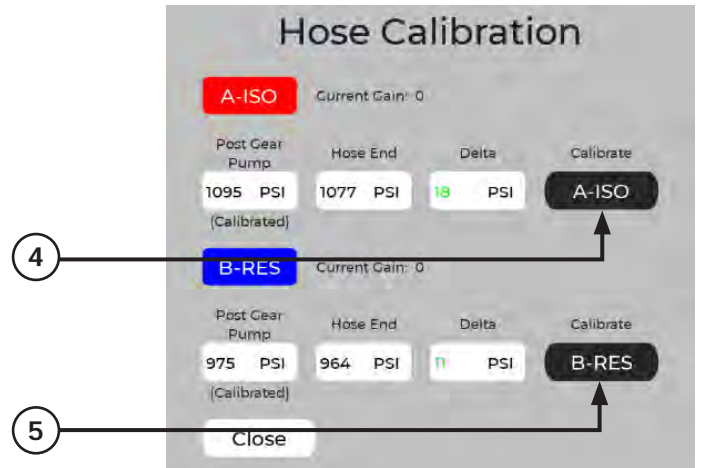 Hose Calibration
A-ISO Current Gain: 0
Post Gear
Pump Hose End Delta Calibrate
1095 PSI 1077 PSI 18 PSI A-ISO
(Calibrated)
4
B-RES Current Gain: 0
Post Gear
Pump Hose End Delta Calibrate
975 PSI 964 PSI 11 PSI B-RES
(Calibrated)
5
Close